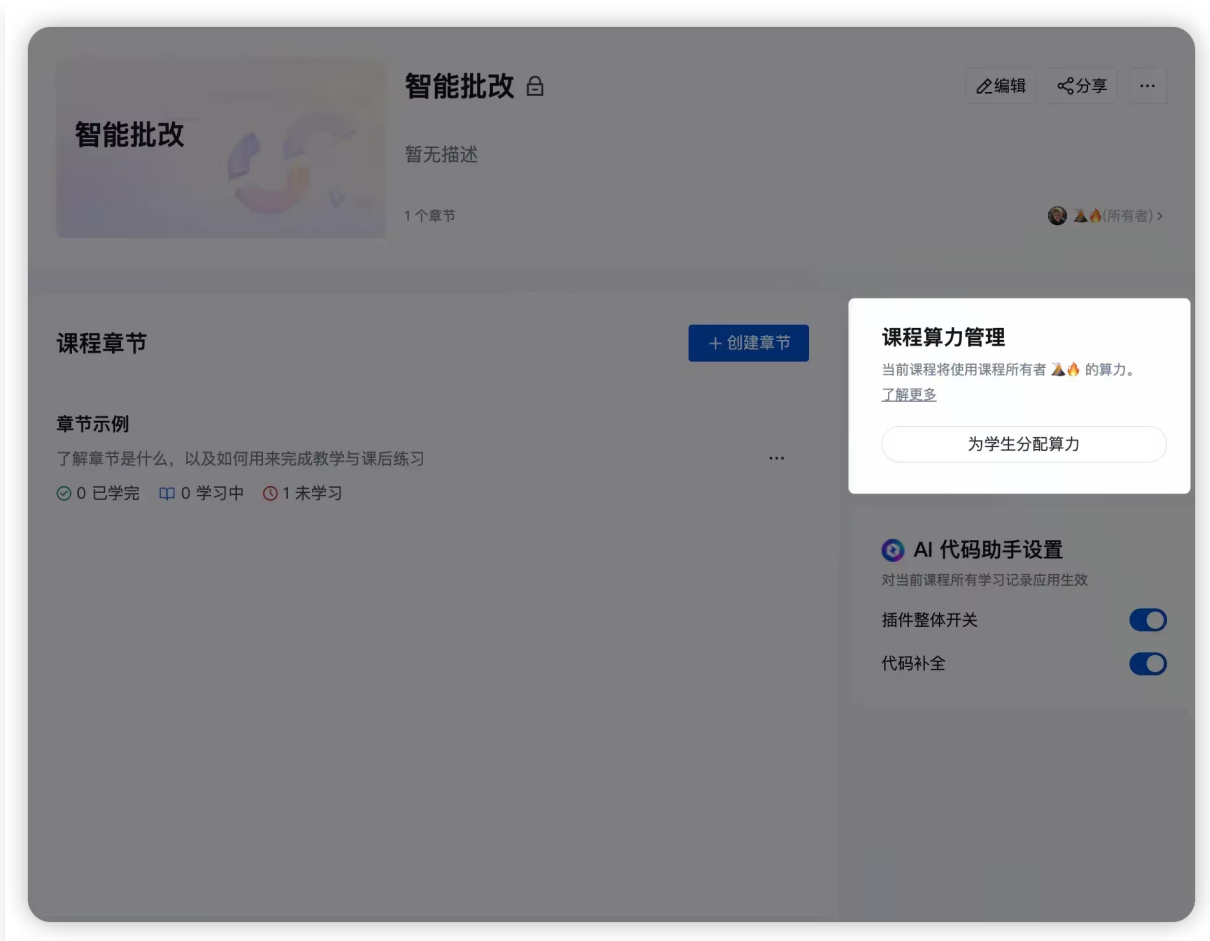 智能批改
智能批改
编辑
分享
...
暂无描述
1 个章节
🌋🔥(所有者)
课程章节
+ 创建章节
章节示例
了解章节是什么，以及如何用来完成教学与课后练习
...
0 已学完 0 学习中 1 未学习
课程算力管理
当前课程将使用课程所有者 🌋🔥 的算力。
了解更多
为学生分配算力
AI 代码助手设置
对当前课程所有学习记录应用生效
插件整体开关
代码补全